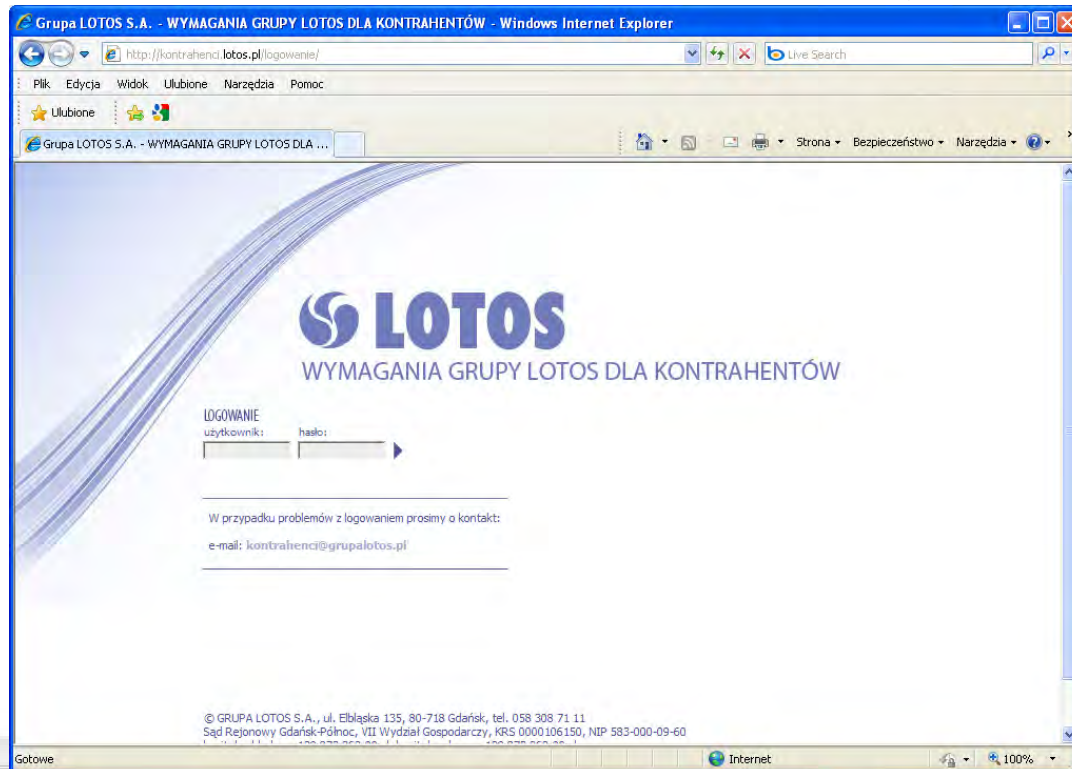 Grupa LOTOS S.A. - WYMAGANIA GRUPY LOTOS DLA KONTRAHENTÓW - Windows Internet Explorer
http://kontrahenci.lotos.pl/logowanie/
Live Search
Plik Edycja Widok Ulubione Narzędzia Pomoc
Ulubione
Grupa LOTOS S.A. - WYMAGANIA GRUPY LOTOS DLA ...
Strona Bezpieczeństwo Narzędzia
LOTOS
WYMAGANIA GRUPY LOTOS DLA KONTRAHENTÓW
LOGOWANIE
użytkownik: hasło:
W przypadku problemów z logowaniem prosimy o kontakt:
e-mail: kontrahenci@grupalotos.pl
© GRUPA LOTOS S.A., ul. Elbląska 135, 80-718 Gdańsk, tel. 058 308 71 11
Sąd Rejonowy Gdańsk-Północ, VII Wydział Gospodarczy, KRS 0000106150, NIP 583-000-09-60
Gotowe
Internet
100%